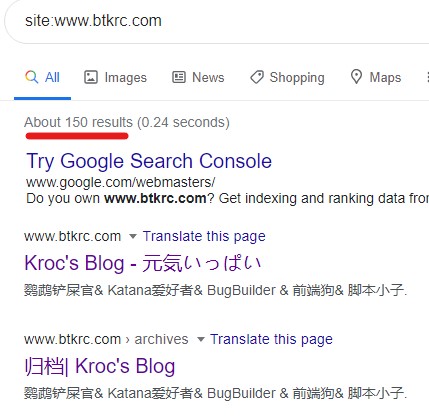 site:www.btkrc.com
All Images News Shopping Maps
About 150 results (0.24 seconds)
Try Google Search Console
www.google.com/webmasters/
Do you own www.btkrc.com? Get indexing and ranking data from
www.btkrc.com Translate this page
Kroc's Blog - 元気いっぱい
鹦鹉铲屎官& Katana爱好者& BugBuilder & 前端狗& 脚本小子.
www.btkrc.com › archives Translate this page
归档| Kroc's Blog
鹦鹉铲屎官& Katana爱好者& BugBuilder & 前端狗& 脚本小子.